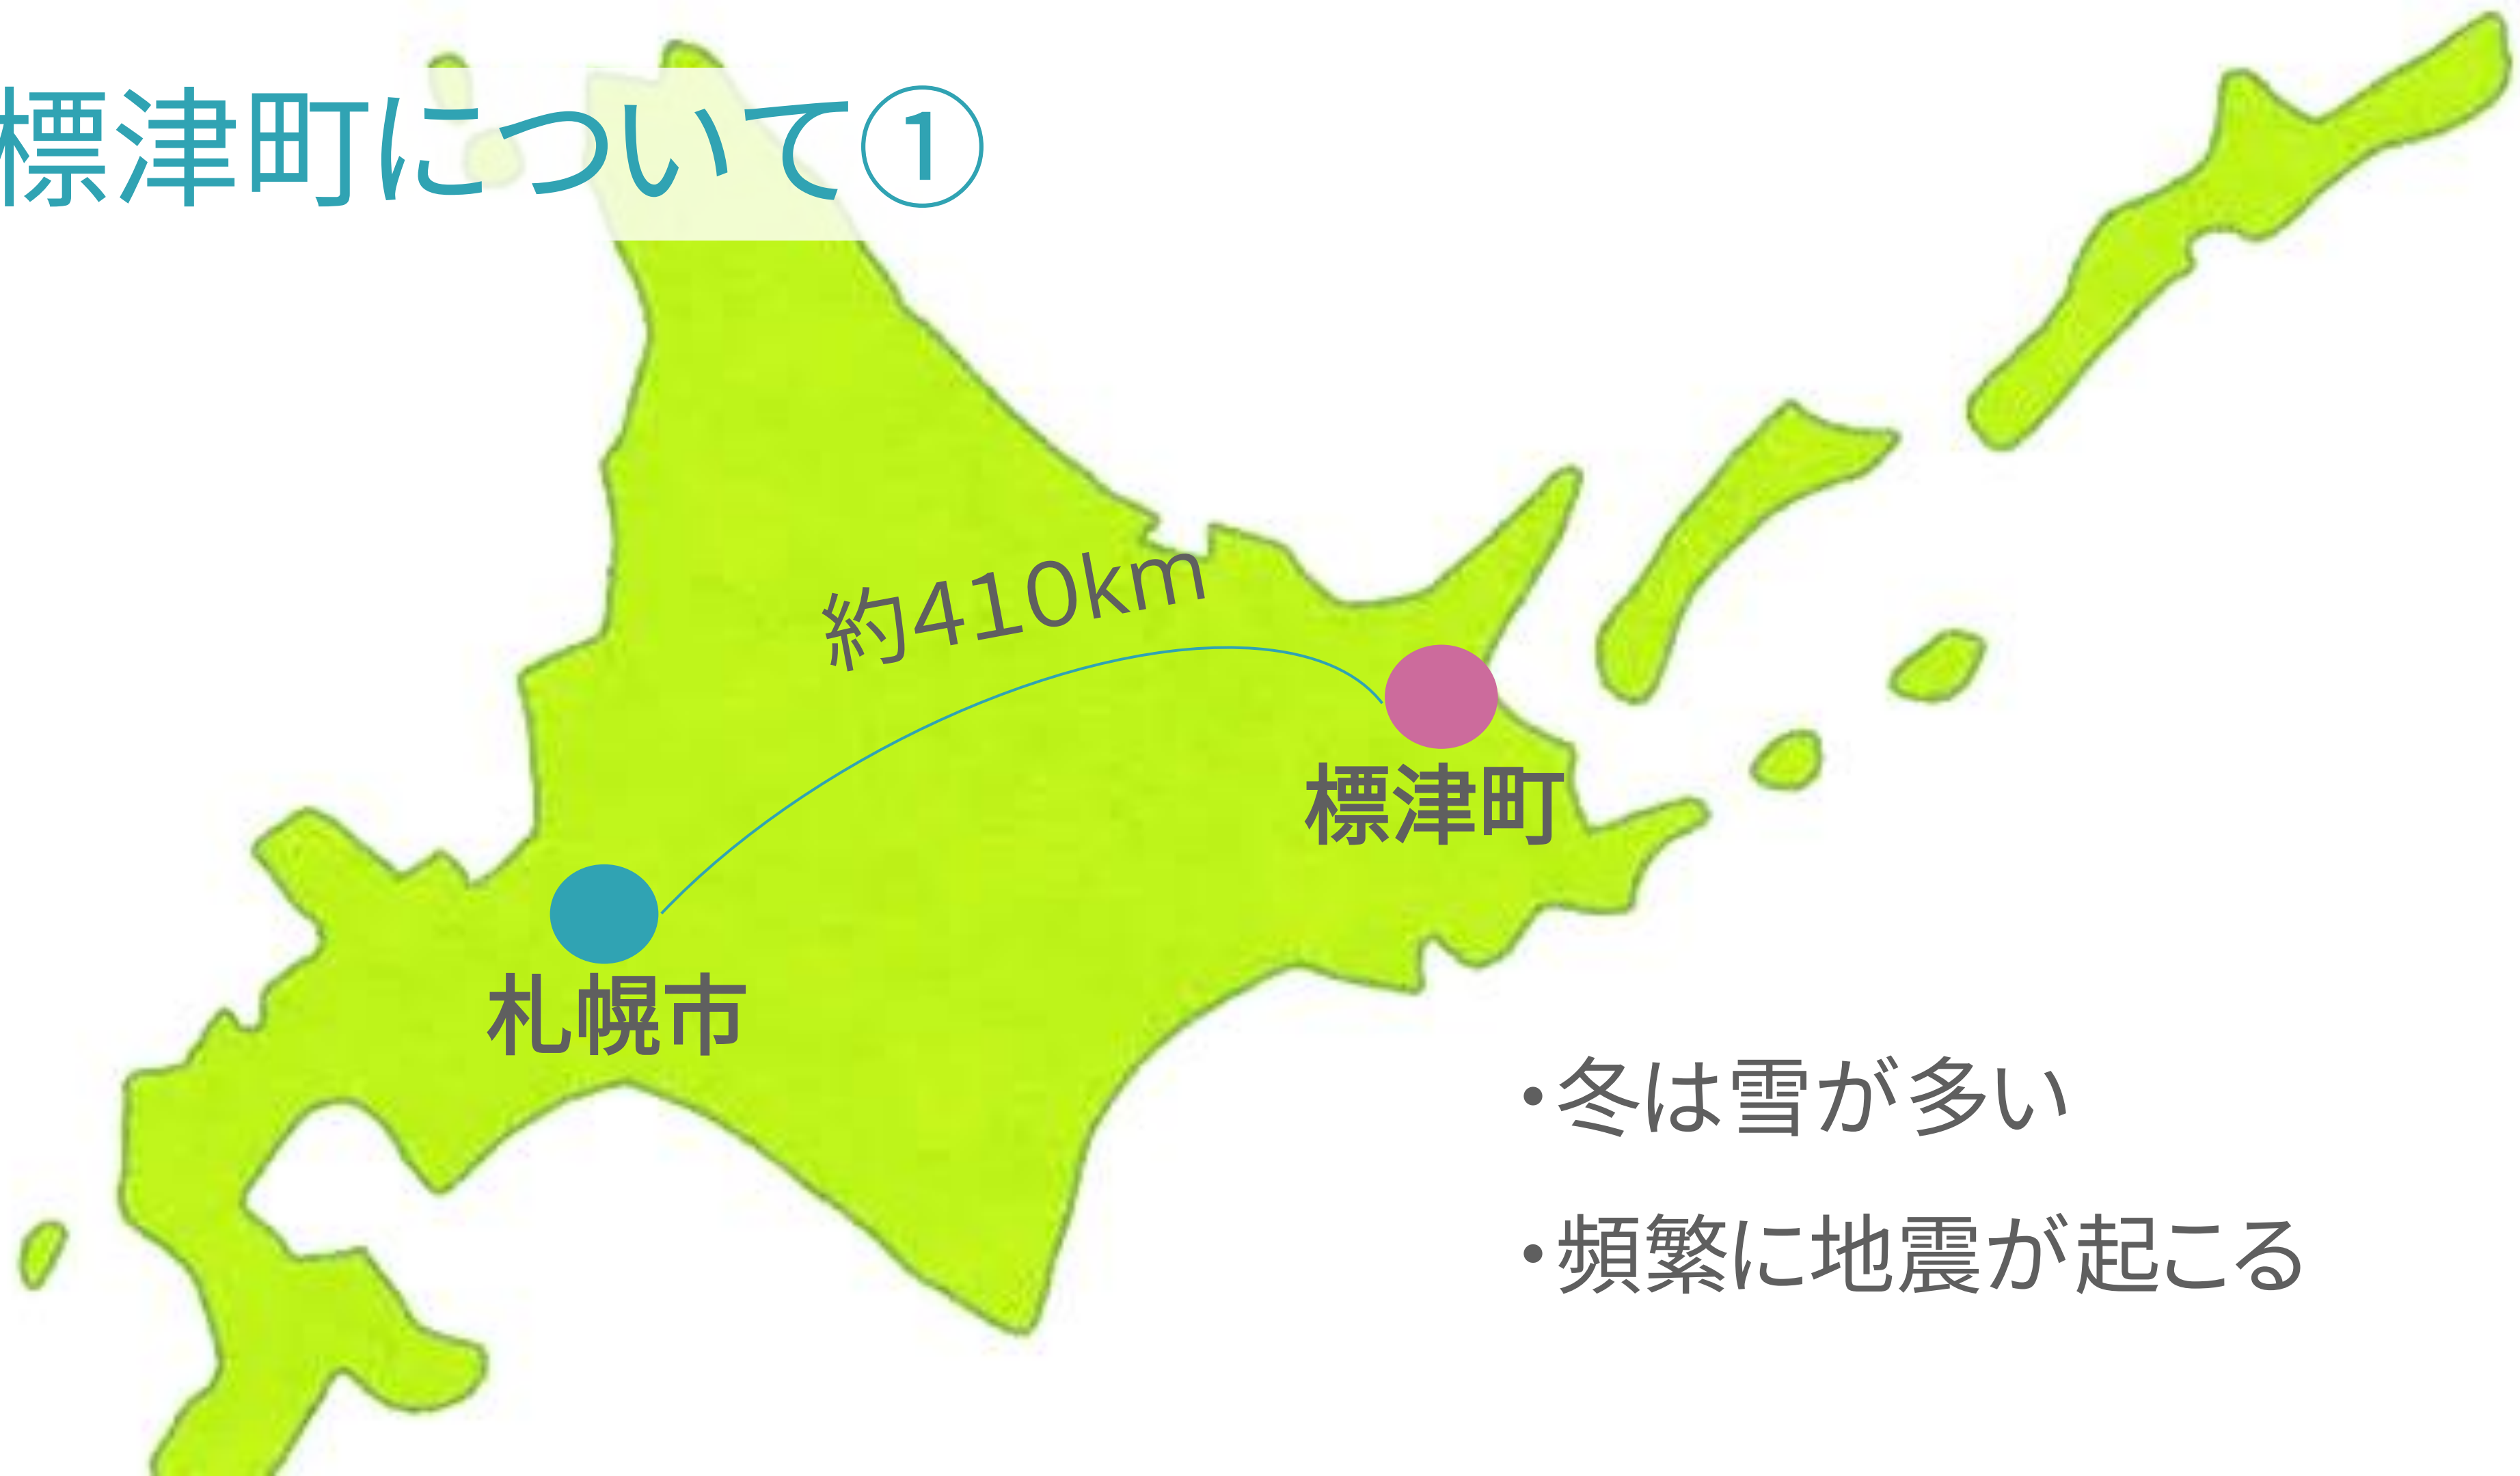 標津町について①
約410km
標津町
札幌市
・冬は雪が多い
・頻繁に地震が起こる